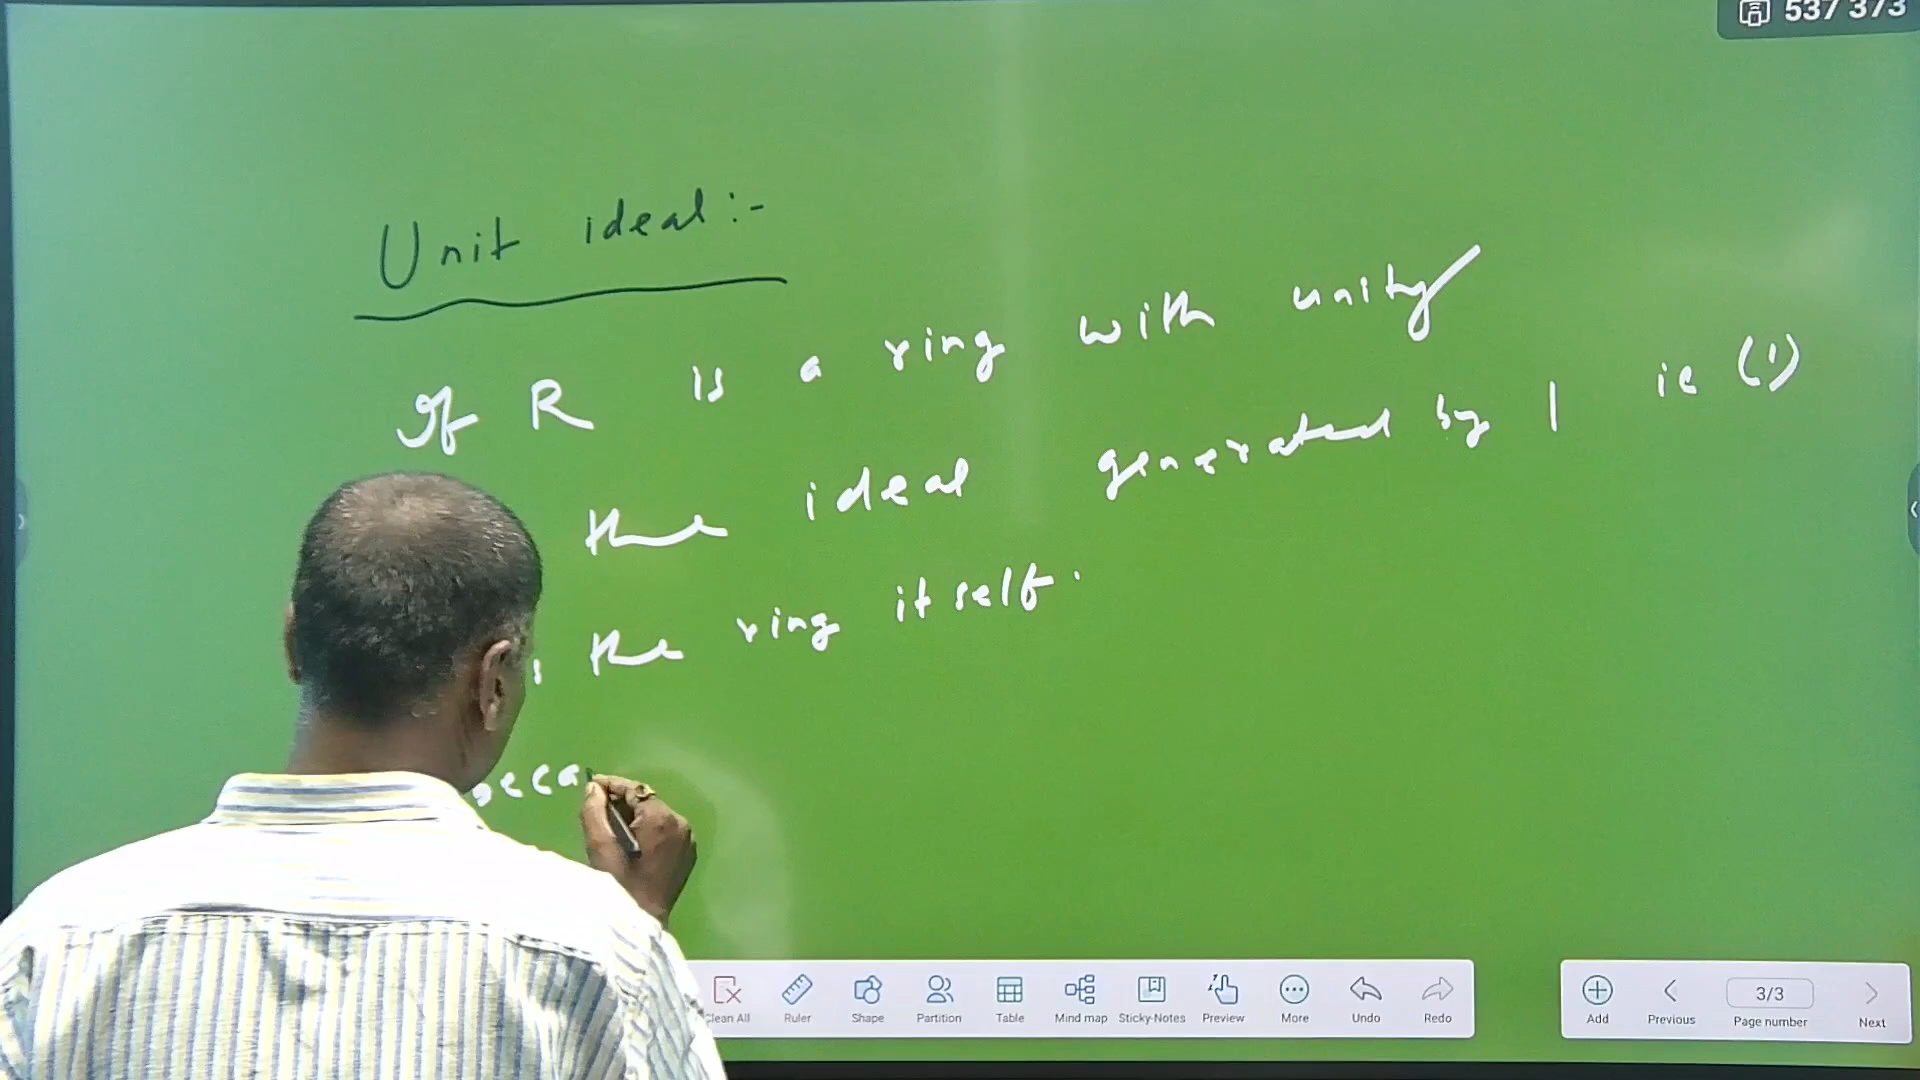 537 373
Unit ideal :-
If R is a ring with unity
the ideal generated by 1 ie (1)
the ring itself.
Clean All Ruler Shape Partition Table Mind map Sticky-Notes Preview More Undo Redo
Add Previous 3/3 Page number Next